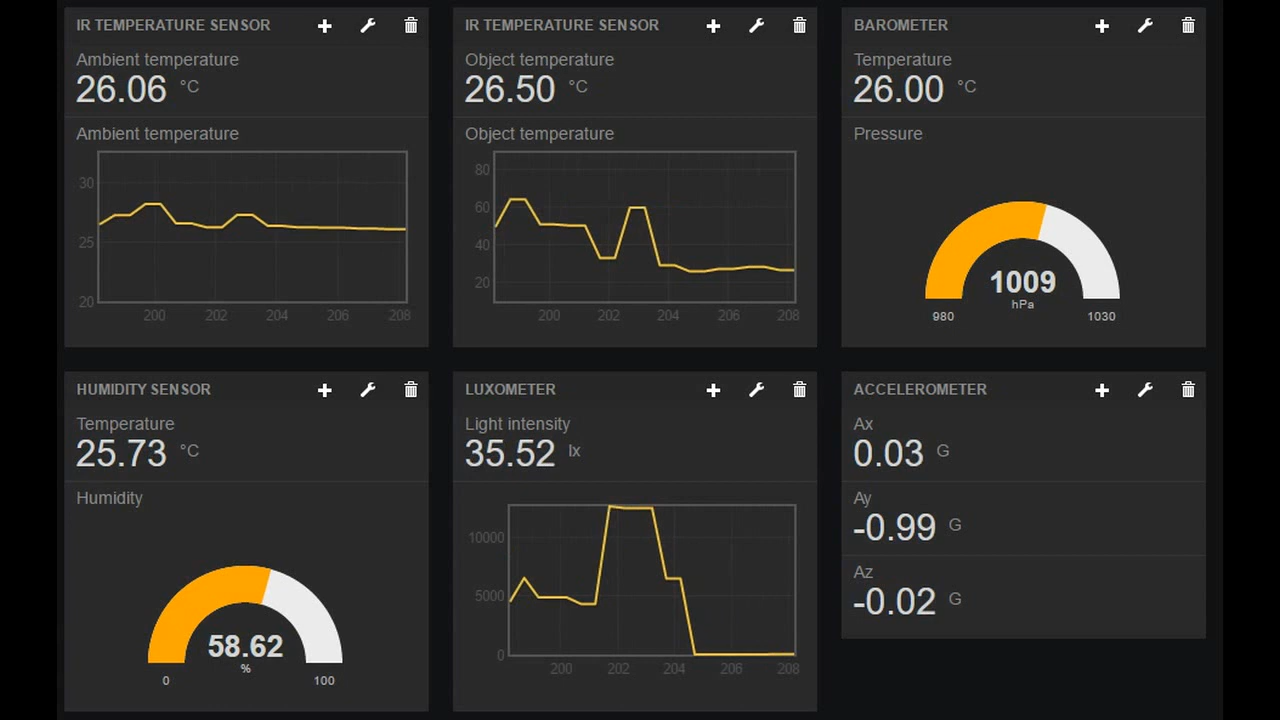 IR TEMPERATURE SENSOR
Ambient temperature
26.06 °C
Ambient temperature
30
25
20
200 202 204 206 208
IR TEMPERATURE SENSOR
Object temperature
26.50 °C
Object temperature
80
60
40
20
200 202 204 206 208
BAROMETER
Temperature
26.00 °C
Pressure
1009
hPa
980 1030
HUMIDITY SENSOR
Temperature
25.73 °C
Humidity
58.62
%
0 100
LUXOMETER
Light intensity
35.52 lx
10000
5000
0
200 202 204 206 208
ACCELEROMETER
Ax
0.03 G
Ay
-0.99 G
Az
-0.02 G